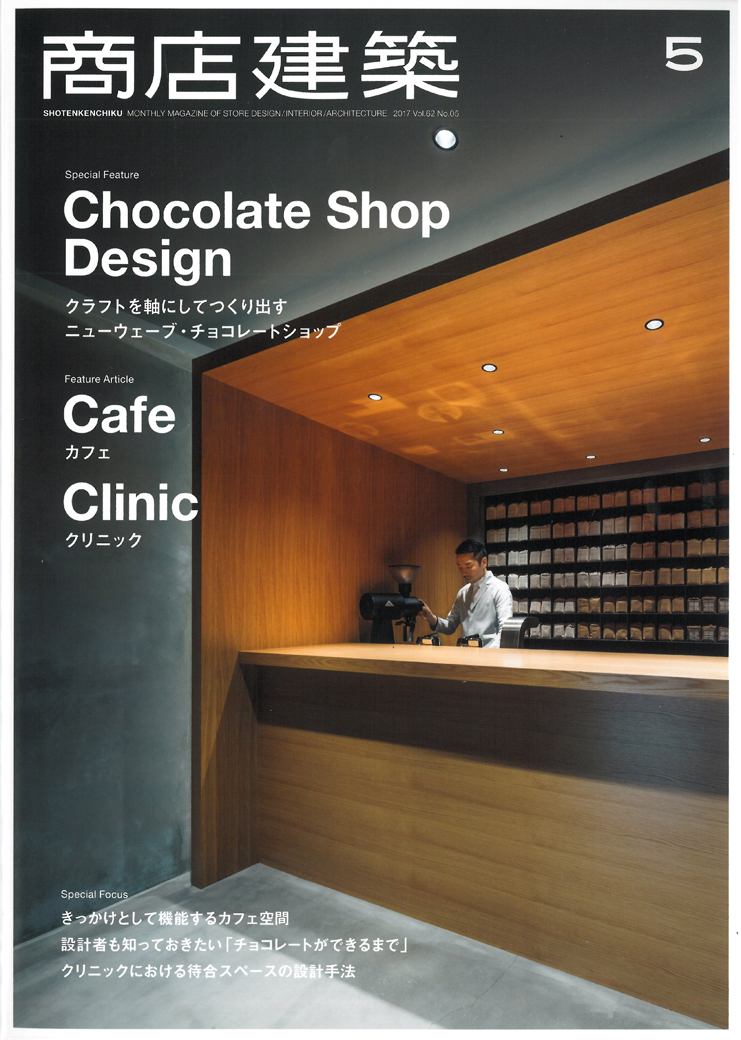 商店建築
5
SHOTENKENCHIKU MONTHLY MAGAZINE OF STORE DESIGN/INTERIOR/ARCHITECTURE 2017 Vol.62 No.05
Special Feature
Chocolate Shop
Design
クラフトを軸にしてつくり出す
ニューウェーブ・チョコレートショップ
Feature Article
Cafe
カフェ
Clinic
クリニック
Special Focus
きっかけとして機能するカフェ空間
設計者も知っておきたい「チョコレートができるまで」
クリニックにおける待合スペースの設計手法